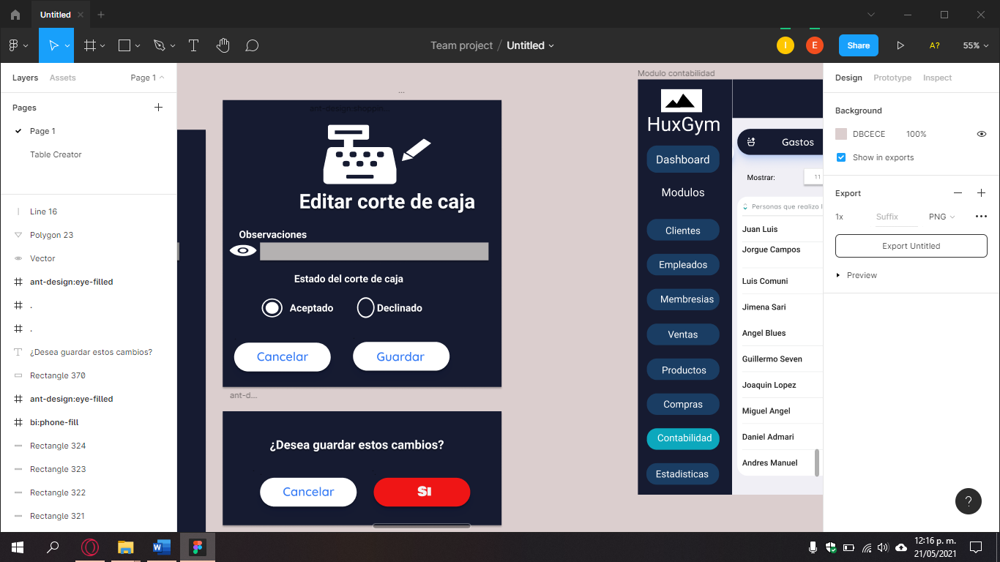 Untitled
Team project / Untitled
I
E
Share
A?
55%
Layers
Assets
Page 1
Pages
Page 1
Table Creator
Line 16
Polygon 23
Vector
ant-design:eye-filled
.
.
¿Desea guardar estos cambios?
Rectangle 370
ant-design:eye-filled
bi:phone-fill
Rectangle 324
Rectangle 323
Rectangle 322
Rectangle 321
...
ant-design:shoppin...
Editar corte de caja
Observaciones
Estado del corte de caja
Aceptado
Declinado
Cancelar
Guardar
ant-d...
¿Desea guardar estos cambios?
Cancelar
SI
Modulo contabilidad
HuxGym
Dashboard
Modulos
Clientes
Empleados
Membresias
Ventas
Productos
Compras
Contabilidad
Estadisticas
Gastos
Mostrar:
11
Personas que realizo l
Juan Luis
Jorgue Campos
Luis Comuni
Jimena Sari
Angel Blues
Guillermo Seven
Joaquin Lopez
Miguel Angel
Daniel Admari
Andres Manuel
Design
Prototype
Inspect
Background
DBCECE
100%
Show in exports
Export
1x
Suffix
PNG
Export Untitled
Preview
?
12:16 p. m.
21/05/2021